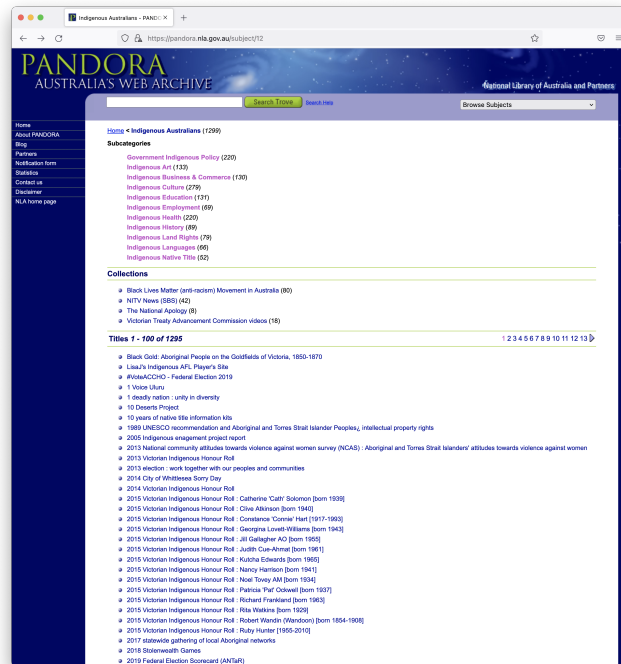 Indigenous Australians - PANDO
https://pandora.nla.gov.au/subject/12
PANDORA
AUSTRALIA'S WEB ARCHIVE
National Library of Australia and Partners
Search Trove
Search Help
Browse Subjects
Home
About PANDORA
Blog
Partners
Notification form
Statistics
Contact us
Disclaimer
NLA home page
Home < Indigenous Australians (1299)
Subcategories
Government Indigenous Policy (220)
Indigenous Art (133)
Indigenous Business & Commerce (130)
Indigenous Culture (279)
Indigenous Education (131)
Indigenous Employment (69)
Indigenous Health (220)
Indigenous History (89)
Indigenous Land Rights (79)
Indigenous Languages (66)
Indigenous Native Title (52)
Collections
Black Lives Matter (anti-racism) Movement in Australia (80)
NITV News (SBS) (42)
The National Apology (8)
Victorian Treaty Advancement Commission videos (18)
Titles 1 - 100 of 1295
1 2 3 4 5 6 7 8 9 10 11 12 13
Black Gold: Aboriginal People on the Goldfields of Victoria, 1850-1870
LisaJ's Indigenous AFL Player's Site
#VoteACCHO - Federal Election 2019
1 Voice Uluru
1 deadly nation : unity in diversity
10 Deserts Project
10 years of native title information kits
1989 UNESCO recommendation and Aboriginal and Torres Strait Islander Peoples¿ intellectual property rights
2005 Indigenous enagement project report
2013 National community attitudes towards violence against women survey (NCAS) : Aboriginal and Torres Strait Islanders' attitudes towards violence against women
2013 Victorian Indigenous Honour Roll
2013 election : work together with our peoples and communities
2014 City of Whittlesea Sorry Day
2014 Victorian Indigenous Honour Roll
2015 Victorian Indigenous Honour Roll : Catherine 'Cath' Solomon [born 1939]
2015 Victorian Indigenous Honour Roll : Clive Atkinson [born 1940]
2015 Victorian Indigenous Honour Roll : Constance 'Connie' Hart [1917-1993]
2015 Victorian Indigenous Honour Roll : Georgina Lovett-Williams [born 1943]
2015 Victorian Indigenous Honour Roll : Jill Gallagher AO [born 1955]
2015 Victorian Indigenous Honour Roll : Judith Cue-Ahmat [born 1961]
2015 Victorian Indigenous Honour Roll : Kutcha Edwards [born 1965]
2015 Victorian Indigenous Honour Roll : Nancy Harrison [born 1941]
2015 Victorian Indigenous Honour Roll : Noel Tovey AM [born 1934]
2015 Victorian Indigenous Honour Roll : Patricia 'Pat' Ockwell [born 1937]
2015 Victorian Indigenous Honour Roll : Richard Frankland [born 1963]
2015 Victorian Indigenous Honour Roll : Rita Watkins [born 1929]
2015 Victorian Indigenous Honour Roll : Robert Wandin (Wandoon) [born 1854-1908]
2015 Victorian Indigenous Honour Roll : Ruby Hunter [1955-2010]
2017 statewide gathering of local Aboriginal networks
2018 Stolenwealth Games
2019 Federal Election Scorecard (ANTaR)